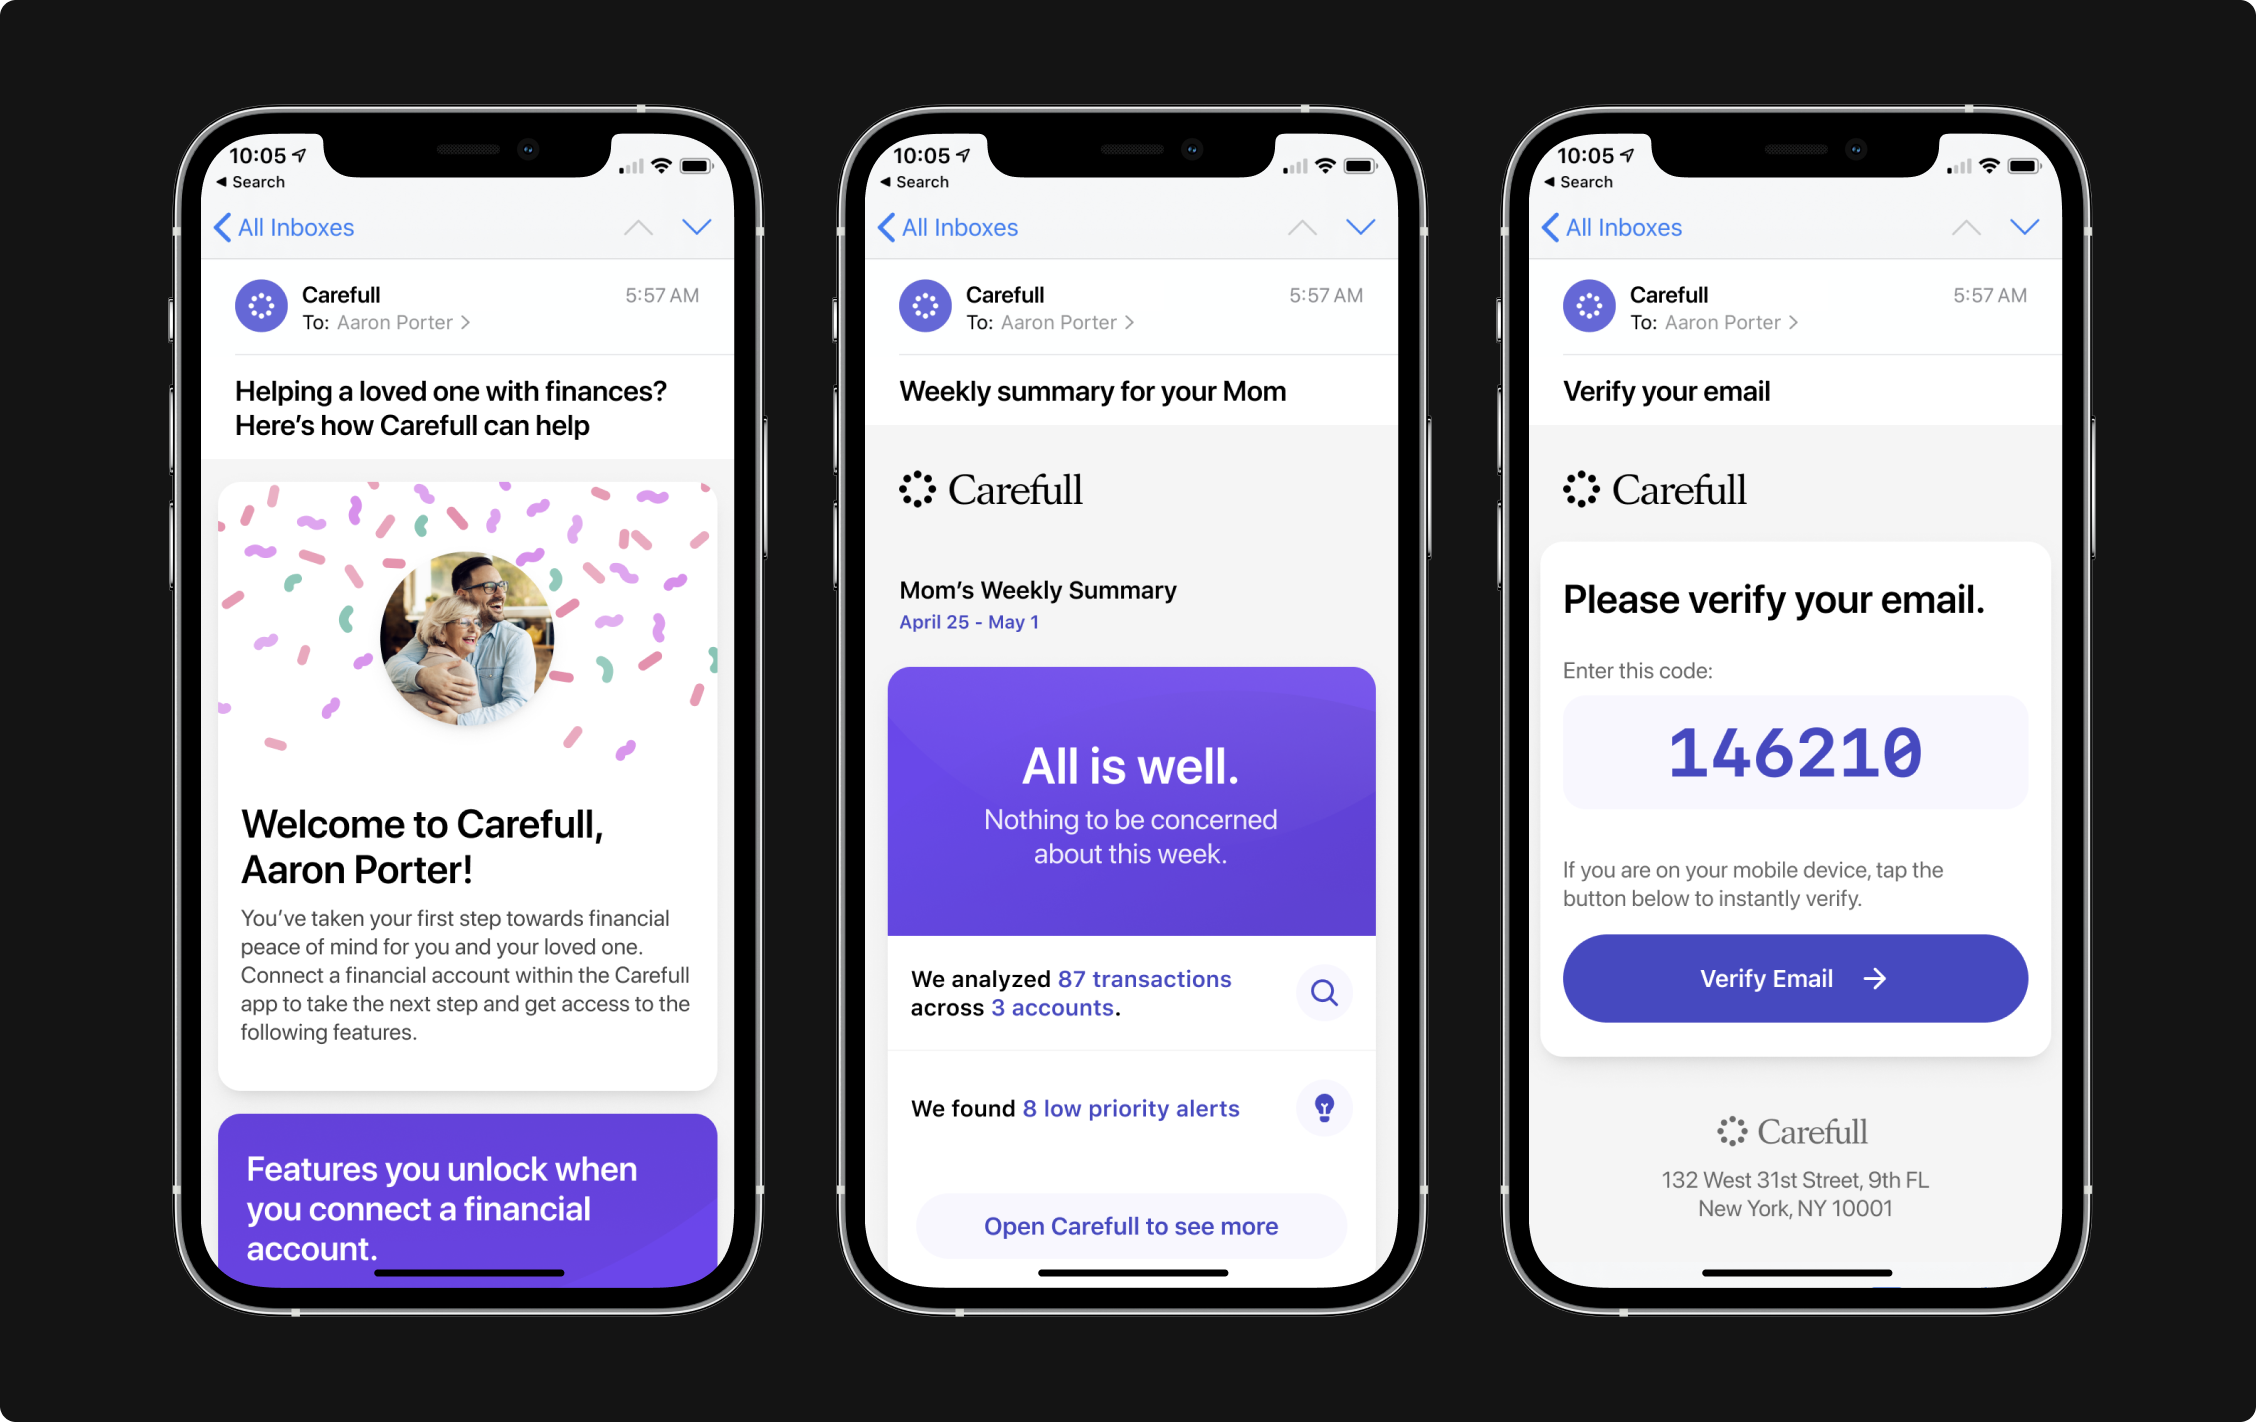 10:05
Search
All Inboxes
Carefull
5:57 AM
To: Aaron Porter
Helping a loved one with finances?
Here's how Carefull can help
Welcome to Carefull,
Aaron Porter!
You've taken your first step towards financial
peace of mind for you and your loved one.
Connect a financial account within the Carefull
app to take the next step and get access to the
following features.
Features you unlock when
you connect a financial
account.
10:05
Search
All Inboxes
Carefull
5:57 AM
To: Aaron Porter
Weekly summary for your Mom
Carefull
Mom's Weekly Summary
April 25 - May 1
All is well.
Nothing to be concerned
about this week.
We analyzed 87 transactions
across 3 accounts.
We found 8 low priority alerts
Open Carefull to see more
10:05
Search
All Inboxes
Carefull
5:57 AM
To: Aaron Porter
Verify your email
Carefull
Please verify your email.
Enter this code:
146210
If you are on your mobile device, tap the
button below to instantly verify.
Verify Email
Carefull
132 West 31st Street, 9th FL
New York, NY 10001